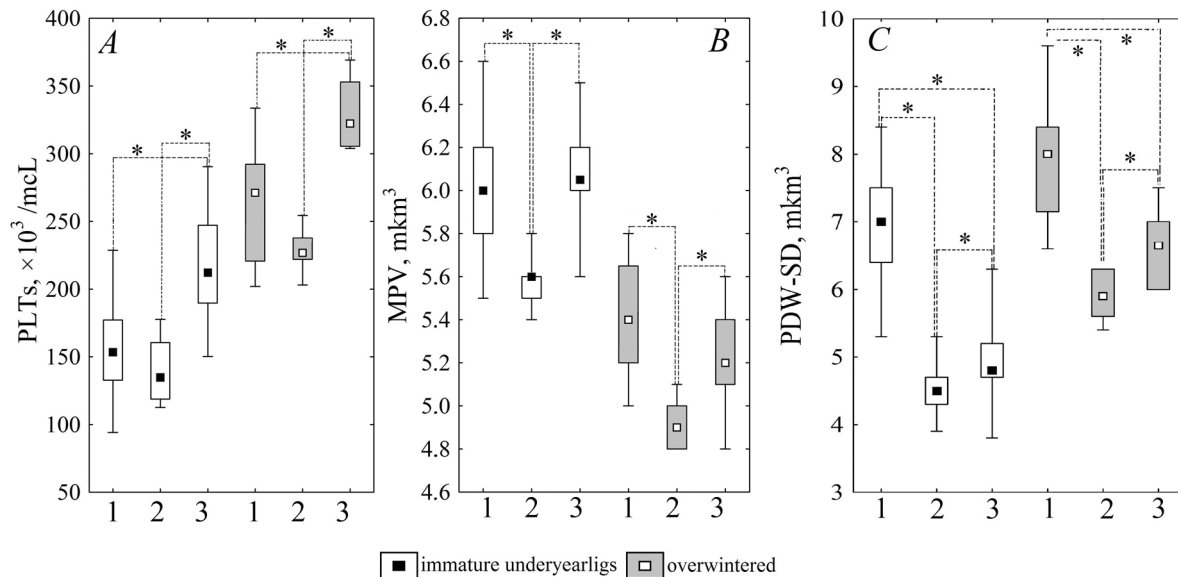 A
PLTs, ×10³ /mcL
400
350
300
250
200
150
100
50
1 2 3 1 2 3
* * * *
B
MPV, mkm³
6.8
6.6
6.4
6.2
6.0
5.8
5.6
5.4
5.2
5.0
4.8
4.6
1 2 3 1 2 3
* * * *
C
PDW-SD, mkm³
10
9
8
7
6
5
4
3
1 2 3 1 2 3
* * * * * *
immature underyearligs overwintered